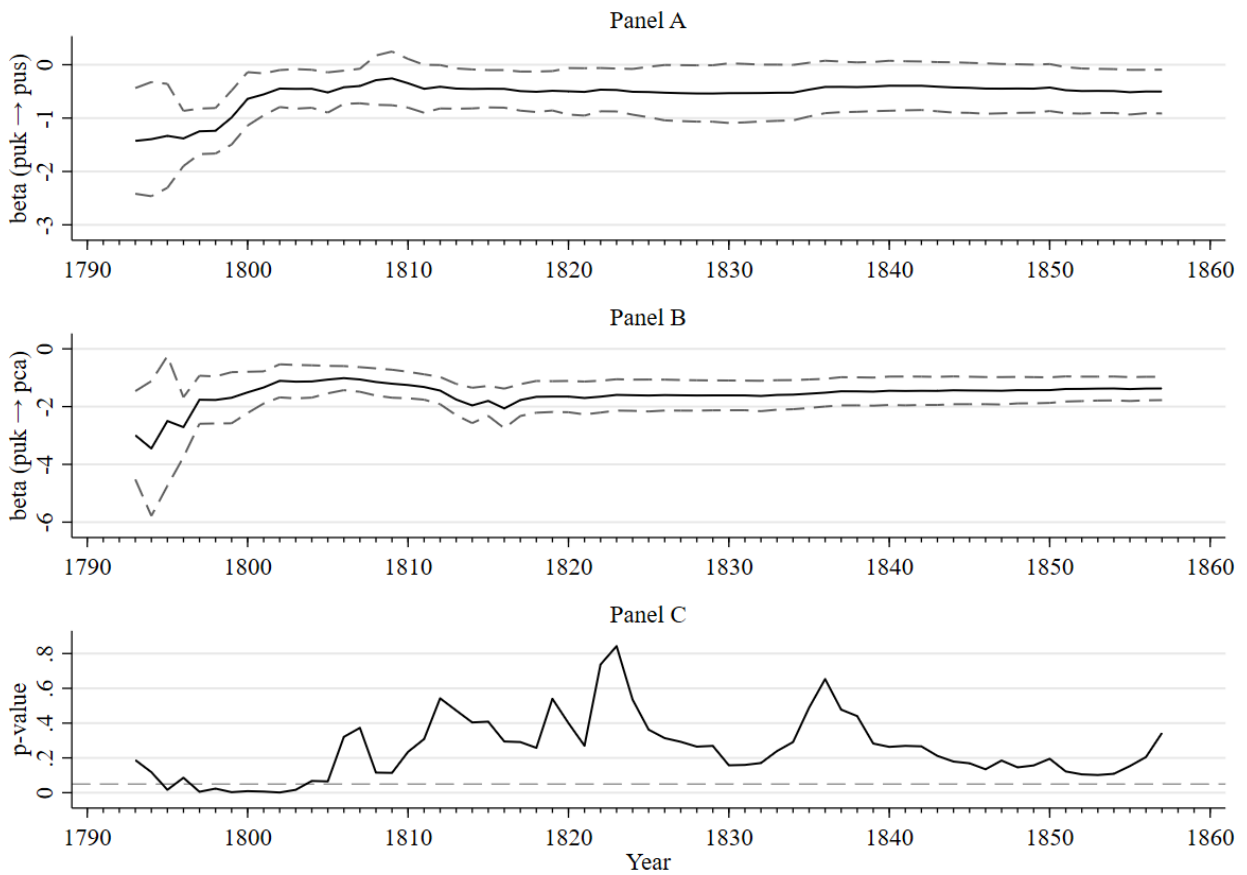 Panel A
beta (puk → pus)
0
-1
-2
-3
1790 1800 1810 1820 1830 1840 1850 1860
Panel B
beta (puk → pca)
0
-2
-4
-6
1790 1800 1810 1820 1830 1840 1850 1860
Panel C
p-value
.8
.6
.4
.2
0
1790 1800 1810 1820 1830 1840 1850 1860
Year